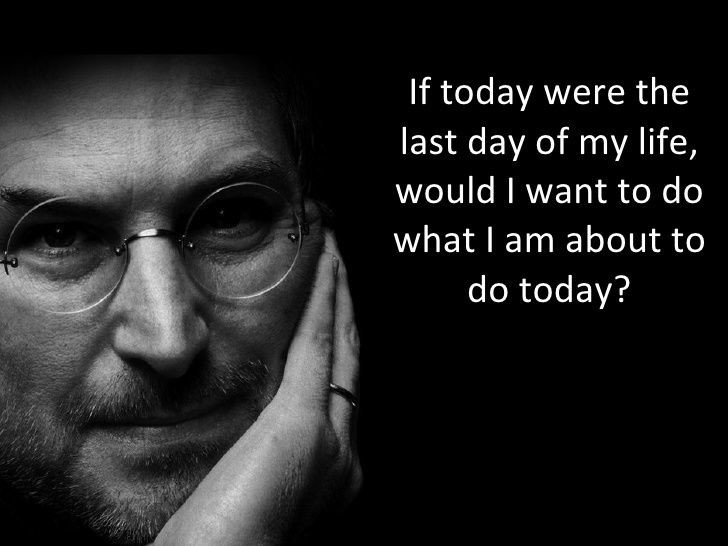 If today were the
last day of my life,
would I want to do
what I am about to
do today?